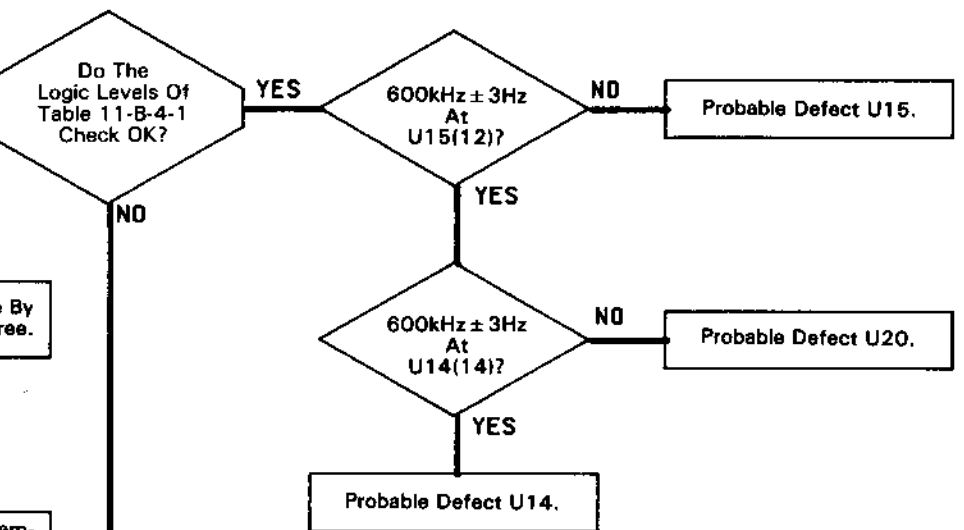 Do The
Logic Levels Of
Table 11-B-4-1
Check OK?
YES
600kHz ± 3Hz
At
U15(12)?
NO
Probable Defect U15.
NO
YES
By
600kHz ± 3Hz
At
U14(14)?
NO
Probable Defect U20.
YES
Probable Defect U14.